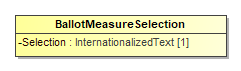 BallotMeasureSelection
-Selection : InternationalizedText [1]